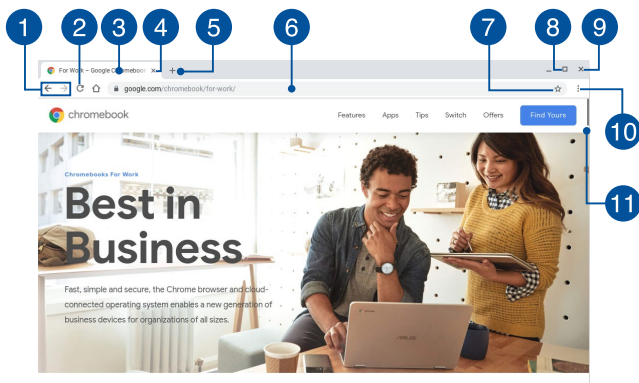 1
2
3
4
5
6
7
8
9
For Work – Google Chromeboo
google.com/chromebook/for-work/
10
chromebook
Features Apps Tips Switch Offers Find Yours
11
Chromebooks For Work
Best in
Business
Fast, simple and secure, the Chrome browser and cloud-
connected operating system enables a new generation of
business devices for organizations of all sizes.
ASUS